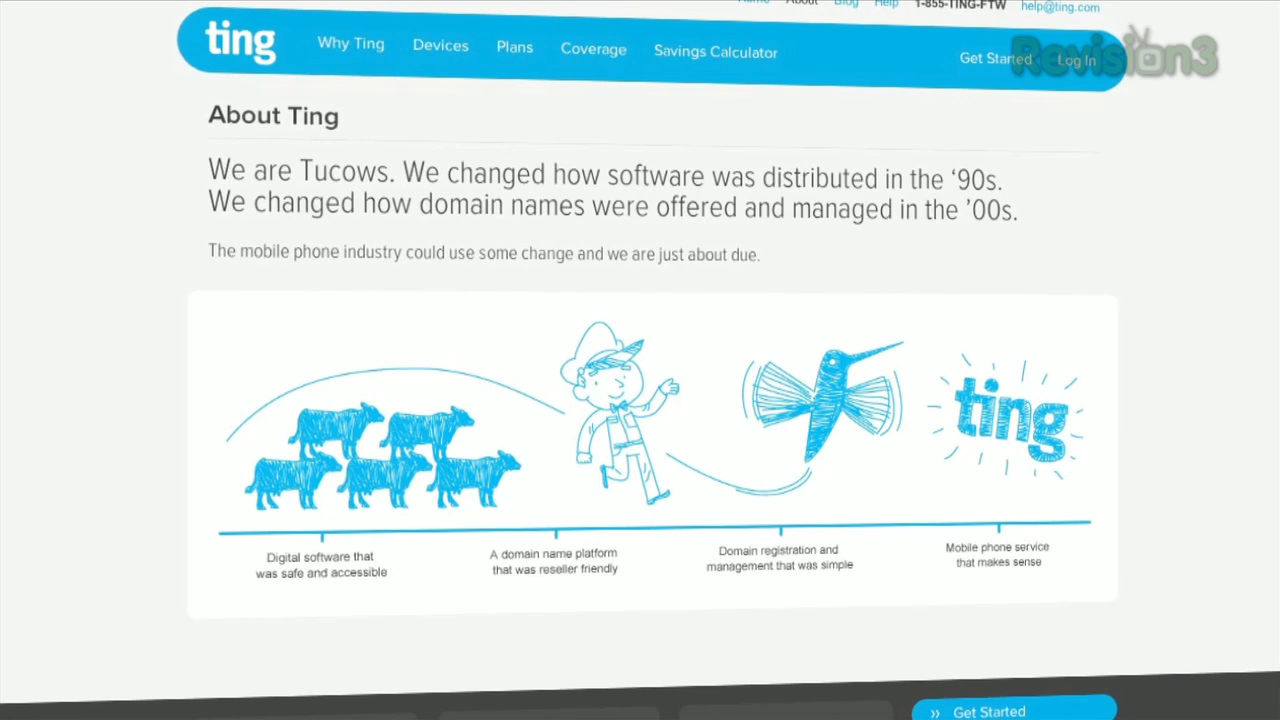 Home About Blog Help 1-855-TING-FTW help@ting.com
ting Why Ting Devices Plans Coverage Savings Calculator Get Started Log In
Revision3
About Ting
We are Tucows. We changed how software was distributed in the ‘90s.
We changed how domain names were offered and managed in the ’00s.
The mobile phone industry could use some change and we are just about due.
ting
Digital software that
was safe and accessible
A domain name platform
that was reseller friendly
Domain registration and
management that was simple
Mobile phone service
that makes sense
» Get Started